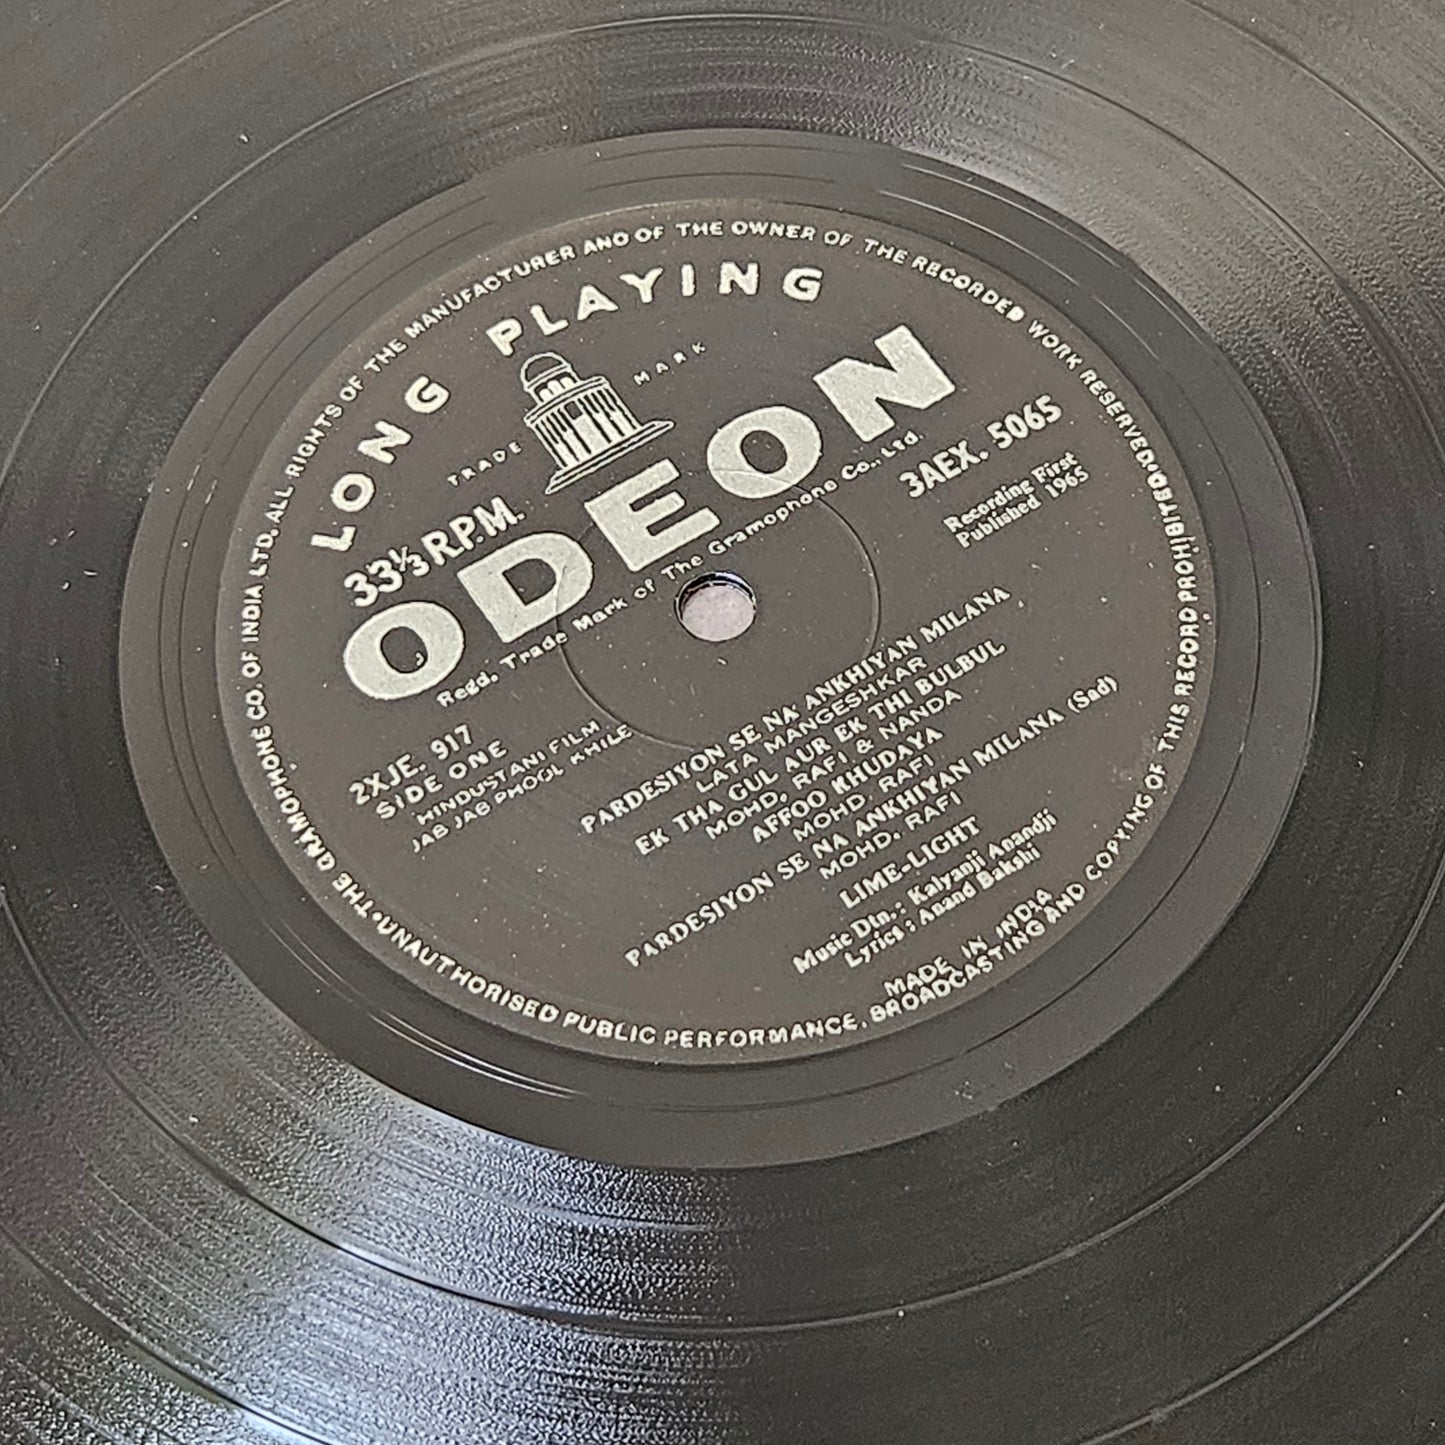 THE GRAMOPHONE CO. OF INDIA LTD. ALL RIGHTS OF THE MANUFACTURER AND OF THE OWNER OF THE RECORDED WORK RESERVED • UNAUTHORISED PUBLIC PERFORMANCE, BROADCASTING AND COPYING OF THIS RECORD PROHIBITED •
LONG PLAYING
TRADE MARK
33⅓ R.P.M.
ODEON
Regd. Trade Mark of The Gramophone Co., Ltd.
3AEX. 5065
Recording First
Published 1965
2XJE. 917
SIDE ONE
HINDUSTANI FILM
JAB JAB PHOOL KHILE
PARDESIYON SE NA ANKHIYAN MILANA
LATA MANGESHKAR
EK THA GUL AUR EK THI BULBUL
MOHD. RAFI & NANDA
AFFOO KHUDAYA
MOHD. RAFI
PARDESIYON SE NA ANKHIYAN MILANA (Sad)
MOHD. RAFI
LIME-LIGHT
Music Dtn.: Kalyanji Anandji
Lyrics : Anand Bakshi
MADE IN INDIA